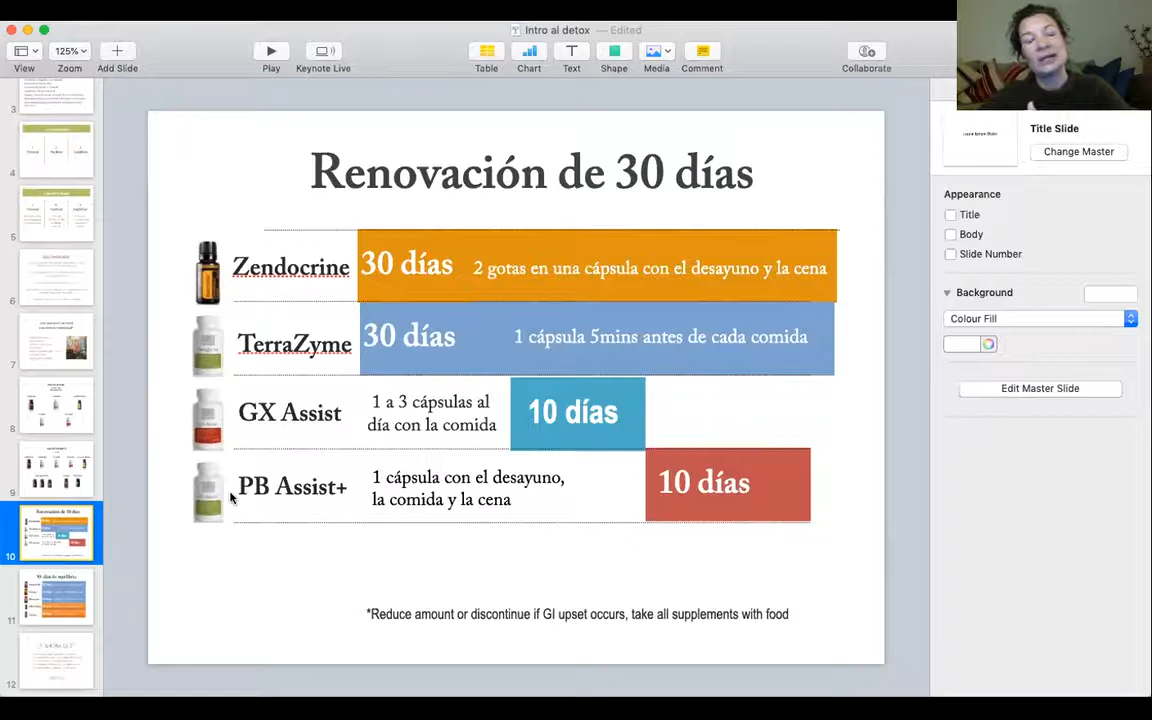 Intro al detox — Edited
125%
View
Zoom
Add Slide
Play
Keynote Live
Table
Chart
Text
Shape
Media
Comment
Collaborate
3
4
5
6
7
8
9
10
11
12
Renovación de 30 días
Zendocrine
30 días
2 gotas en una cápsula con el desayuno y la cena
TerraZyme
30 días
1 cápsula 5mins antes de cada comida
GX Assist
1 a 3 cápsulas al
día con la comida
10 días
PB Assist+
1 cápsula con el desayuno,
la comida y la cena
10 días
*Reduce amount or discontinue if GI upset occurs, take all supplements with food
Title Slide
Change Master
Appearance
Title
Body
Slide Number
Background
Colour Fill
Edit Master Slide